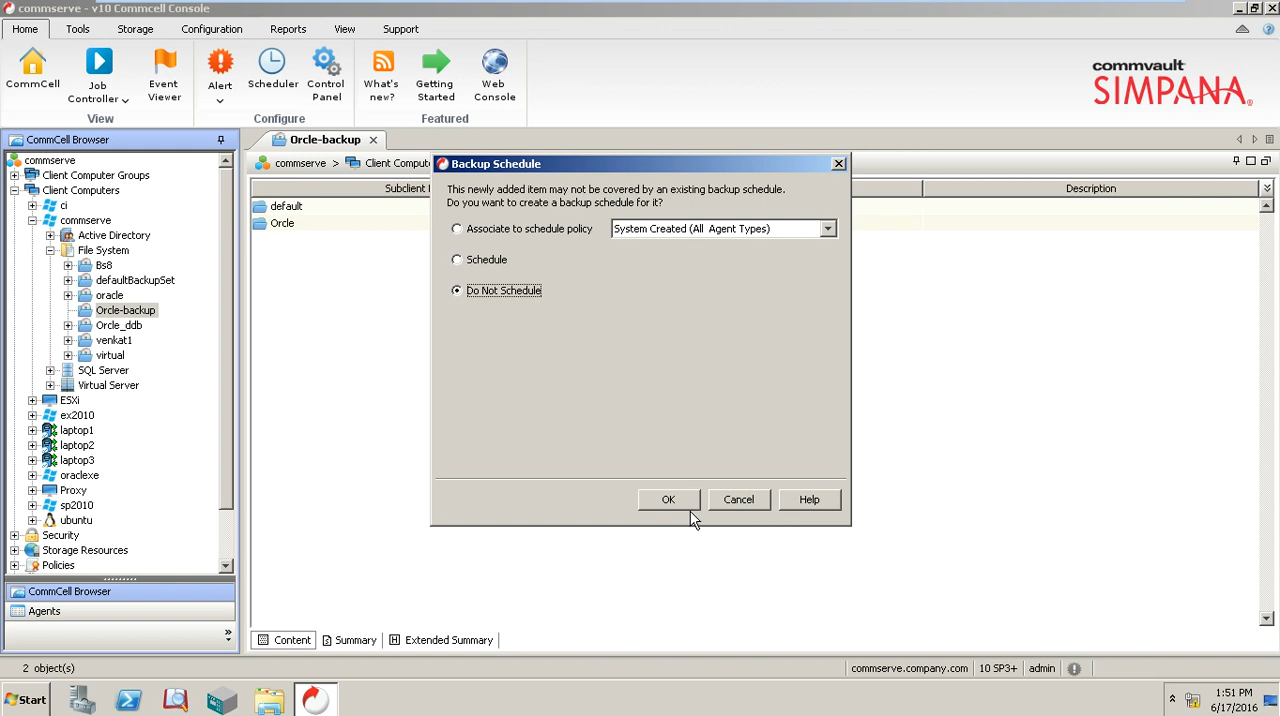 commserve - v10 Commcell Console
Home Tools Storage Configuration Reports View Support
CommCell
Job Controller
Event Viewer
View
Alert
Scheduler
Control Panel
Configure
What's new?
Getting Started
Web Console
Featured
commvault
SIMPANA
CommCell Browser
commserve
Client Computer Groups
Client Computers
ci
commserve
Active Directory
File System
Bs8
defaultBackupSet
oracle
Orcle-backup
Orcle_ddb
venkat1
virtual
SQL Server
Virtual Server
ESXi
ex2010
laptop1
laptop2
laptop3
oraclexe
Proxy
sp2010
ubuntu
Security
Storage Resources
Policies
CommCell Browser
Agents
Orcle-backup
commserve > Client Compute
Subclient
Description
default
Orcle
Backup Schedule
This newly added item may not be covered by an existing backup schedule.
Do you want to create a backup schedule for it?
Associate to schedule policy System Created (All Agent Types)
Schedule
Do Not Schedule
OK Cancel Help
Content Summary Extended Summary
2 object(s) commserve.company.com 10 SP3+ admin
Start
1:51 PM
6/17/2016